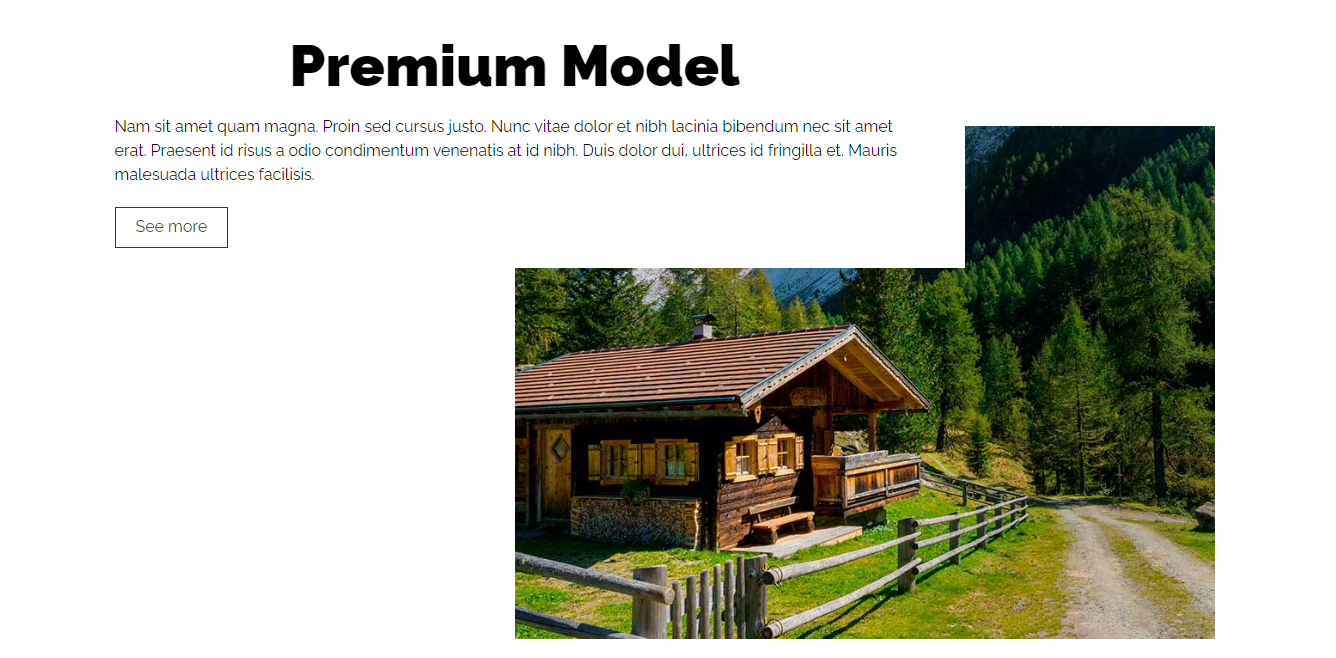 Premium Model
Nam sit amet quam magna. Proin sed cursus justo. Nunc vitae dolor et nibh lacinia bibendum nec sit amet
erat. Praesent id risus a odio condimentum venenatis at id nibh. Duis dolor dui, ultrices id fringilla et. Mauris
malesuada ultrices facilisis.
See more